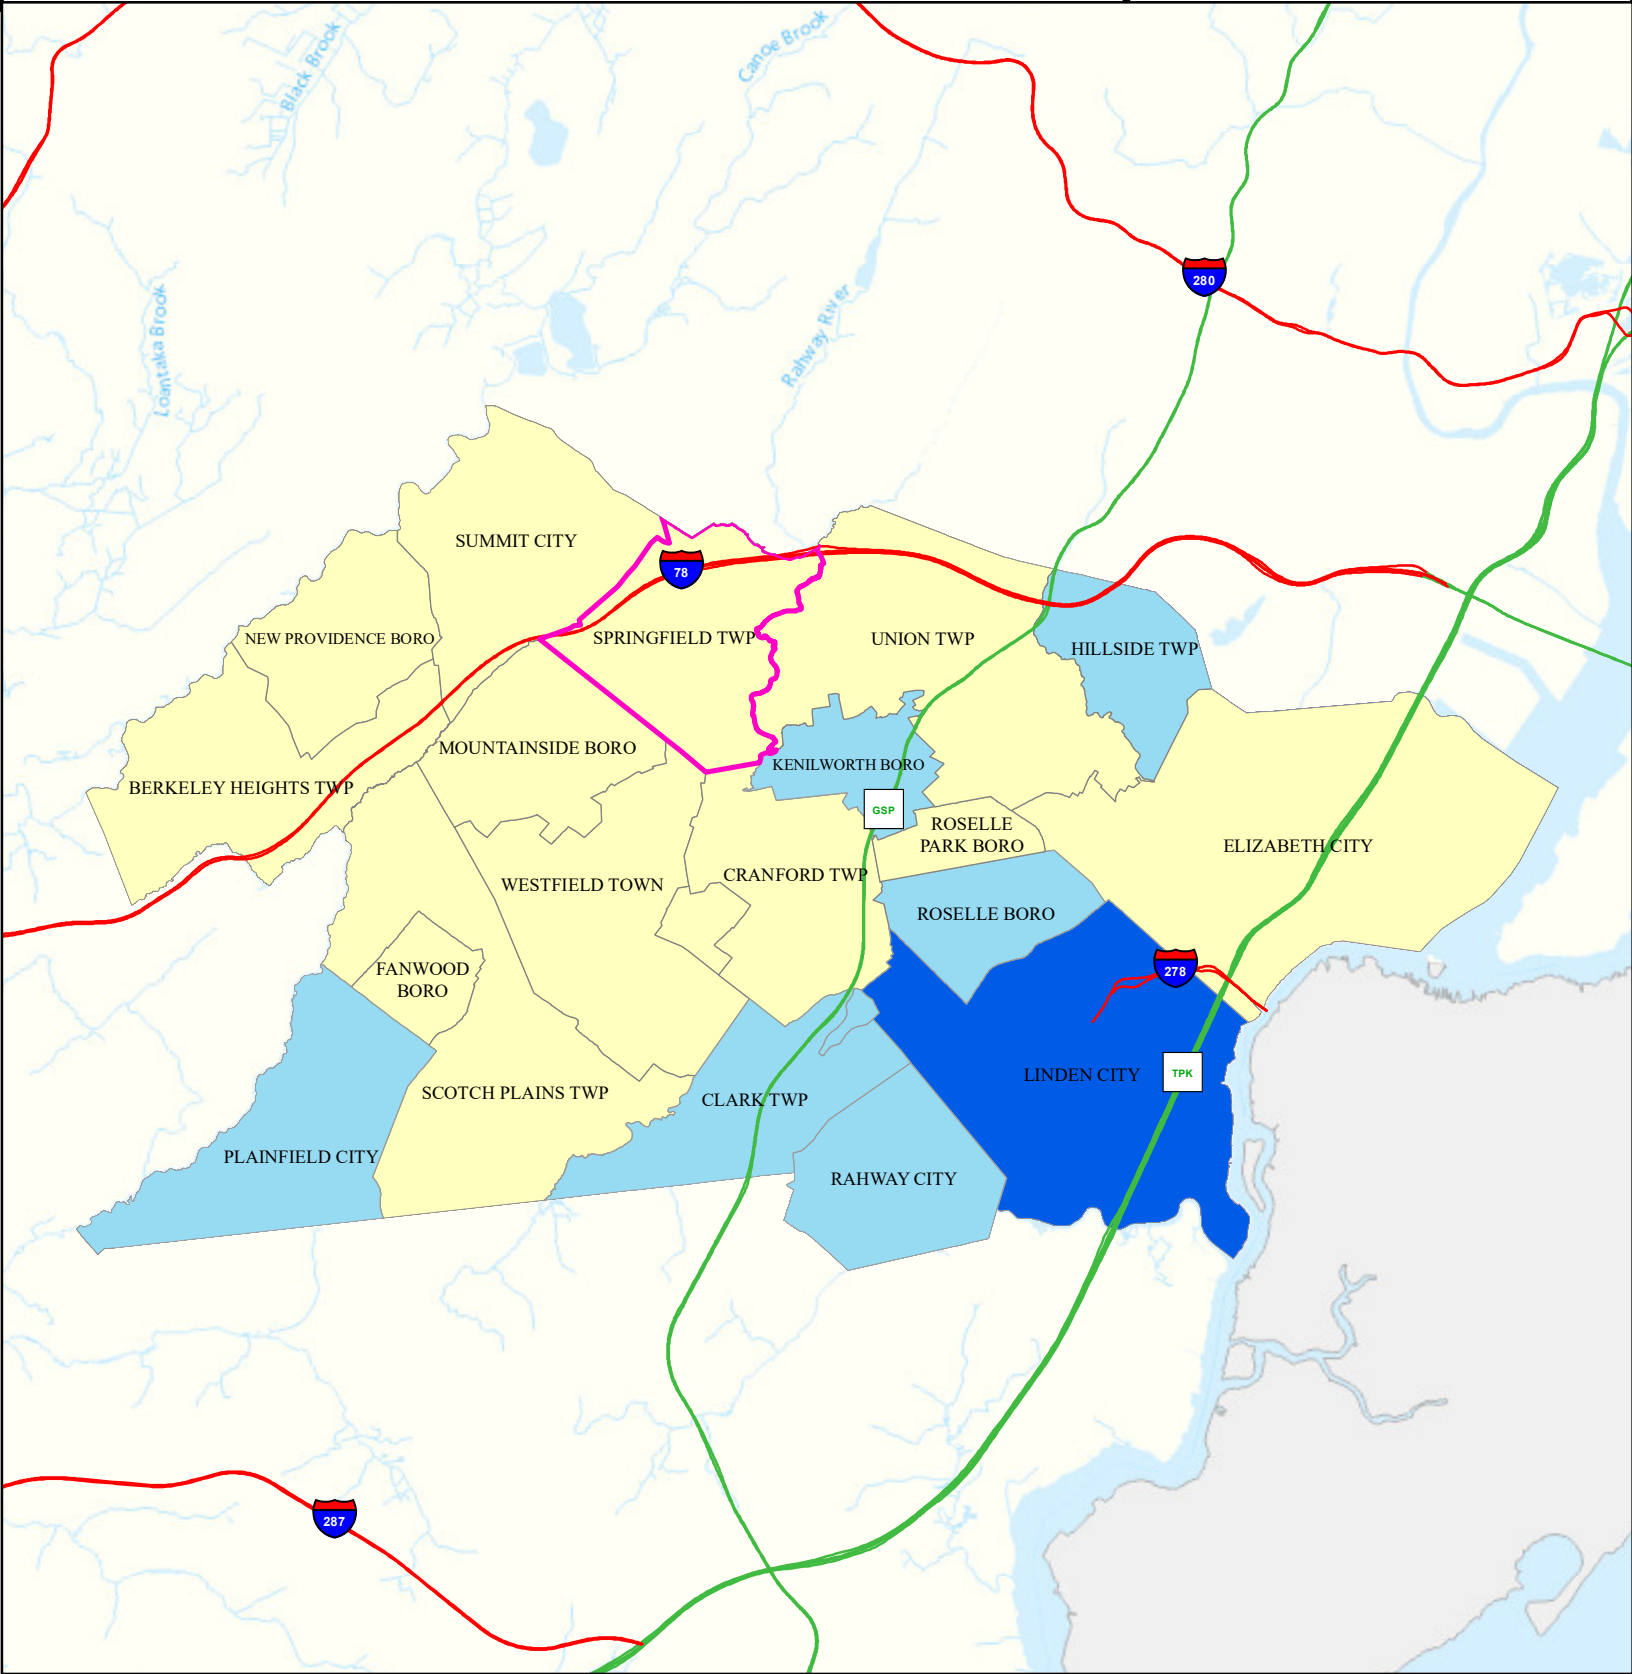 Black Brook
Canoe Brook
280
Loantaka Brook
Rahway River
SUMMIT CITY
78
NEW PROVIDENCE BORO
SPRINGFIELD TWP
UNION TWP
HILLSIDE TWP
MOUNTAINSIDE BORO
KENILWORTH BORO
BERKELEY HEIGHTS TWP
GSP
ROSELLE
PARK BORO
ELIZABETH CITY
WESTFIELD TOWN
CRANFORD TWP
ROSELLE BORO
FANWOOD
BORO
278
LINDEN CITY
TPK
SCOTCH PLAINS TWP
CLARK TWP
PLAINFIELD CITY
RAHWAY CITY
287